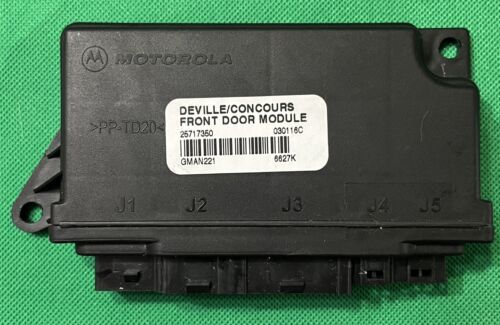 MOTOROLA
DEVILLE/CONCOURS
FRONT DOOR MODULE
25717350 030116C
>PP-TD20<
GMAN221 6627K
J1 J2 J3 J4 J5